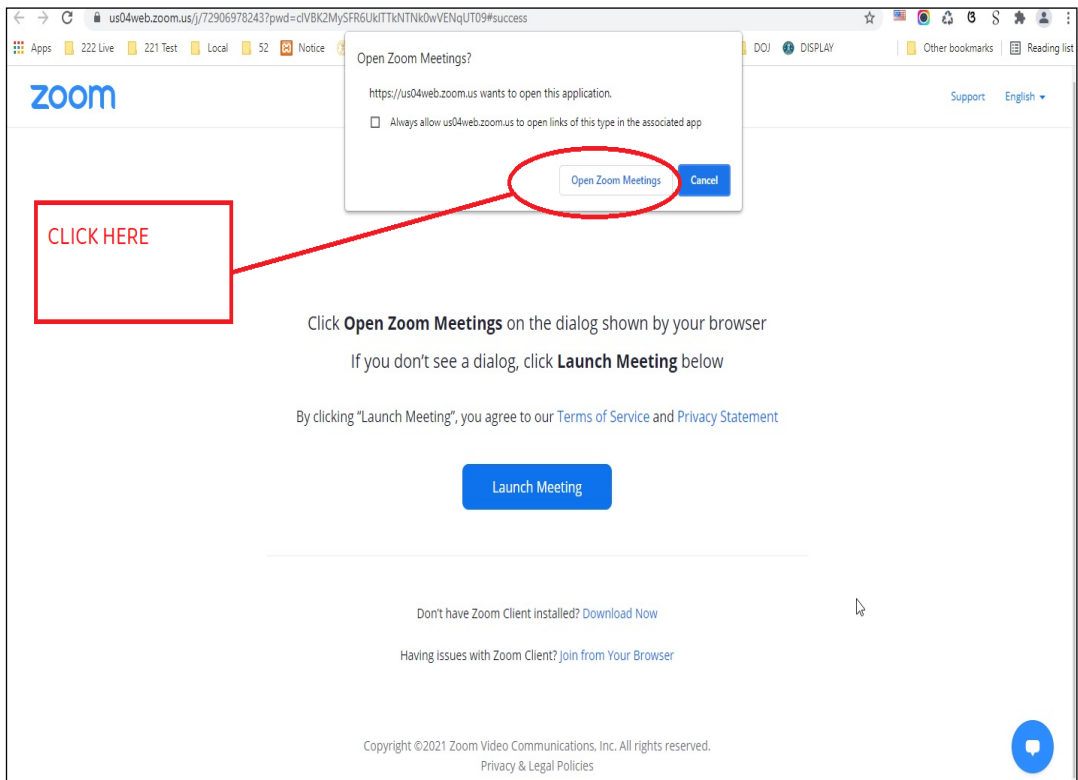 us04web.zoom.us/j/72906978243?pwd=clVBK2MySFR6UklTTkNTNk0wVENqUT09#success
Apps 222 Live 221 Test Local 52 Notice DOJ DISPLAY Other bookmarks Reading list
Open Zoom Meetings?
https://us04web.zoom.us wants to open this application.
Always allow us04web.zoom.us to open links of this type in the associated app
Open Zoom Meetings Cancel
zoom Support English
CLICK HERE
Click Open Zoom Meetings on the dialog shown by your browser
If you don’t see a dialog, click Launch Meeting below
By clicking “Launch Meeting”, you agree to our Terms of Service and Privacy Statement
Launch Meeting
Don’t have Zoom Client installed? Download Now
Having issues with Zoom Client? Join from Your Browser
Copyright ©2021 Zoom Video Communications, Inc. All rights reserved.
Privacy & Legal Policies